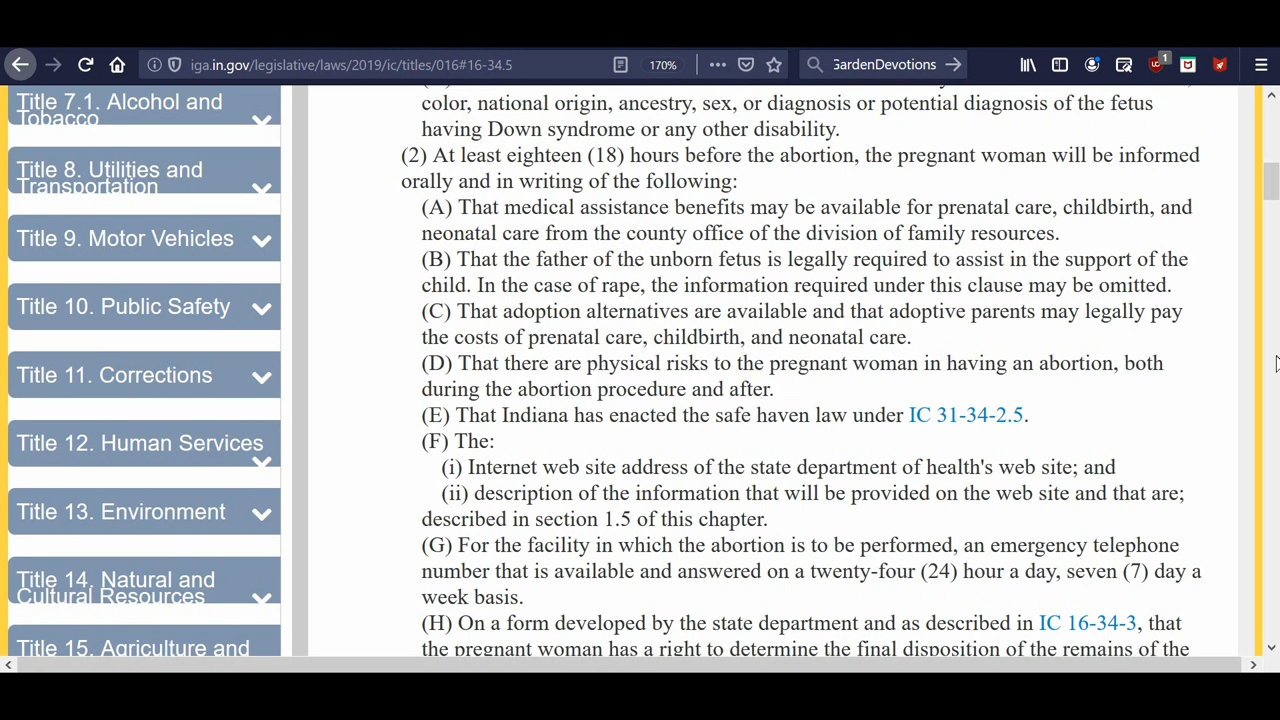 iga.in.gov/legislative/laws/2019/ic/titles/016#16-34.5
170%
GardenDevotions
1
Title 7.1. Alcohol and
Tobacco
Title 8. Utilities and
Transportation
Title 9. Motor Vehicles
Title 10. Public Safety
Title 11. Corrections
Title 12. Human Services
Title 13. Environment
Title 14. Natural and
Cultural Resources
Title 15. Agriculture and
color, national origin, ancestry, sex, or diagnosis or potential diagnosis of the fetus
having Down syndrome or any other disability.
(2) At least eighteen (18) hours before the abortion, the pregnant woman will be informed
orally and in writing of the following:
(A) That medical assistance benefits may be available for prenatal care, childbirth, and
neonatal care from the county office of the division of family resources.
(B) That the father of the unborn fetus is legally required to assist in the support of the
child. In the case of rape, the information required under this clause may be omitted.
(C) That adoption alternatives are available and that adoptive parents may legally pay
the costs of prenatal care, childbirth, and neonatal care.
(D) That there are physical risks to the pregnant woman in having an abortion, both
during the abortion procedure and after.
(E) That Indiana has enacted the safe haven law under IC 31-34-2.5.
(F) The:
(i) Internet web site address of the state department of health's web site; and
(ii) description of the information that will be provided on the web site and that are;
described in section 1.5 of this chapter.
(G) For the facility in which the abortion is to be performed, an emergency telephone
number that is available and answered on a twenty-four (24) hour a day, seven (7) day a
week basis.
(H) On a form developed by the state department and as described in IC 16-34-3, that
the pregnant woman has a right to determine the final disposition of the remains of the